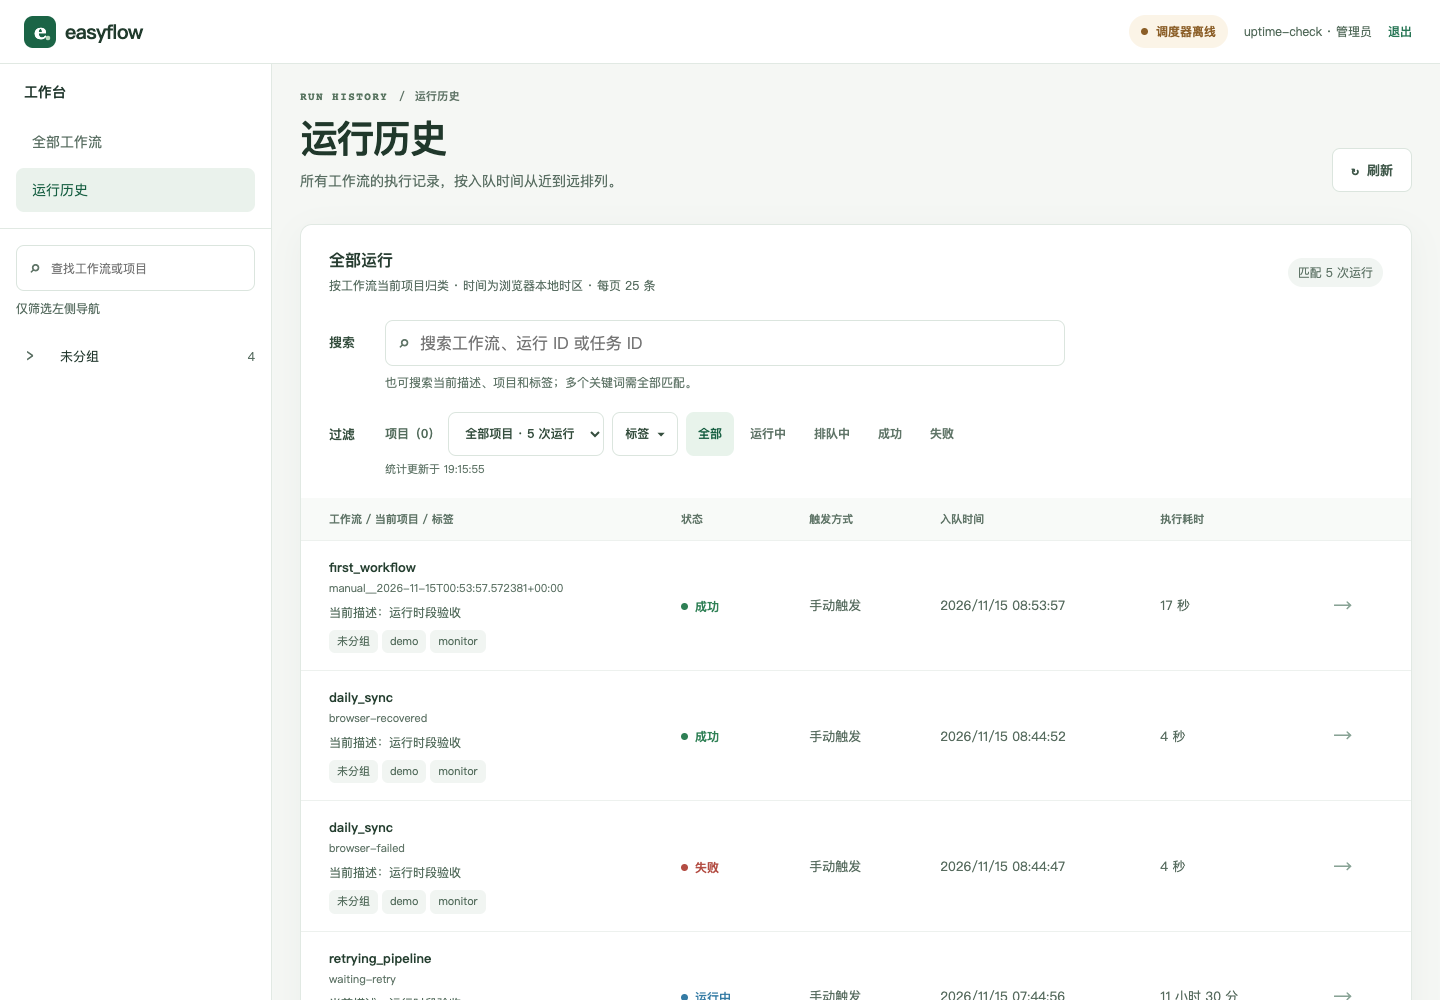 e.
easyflow
调度器离线
uptime-check · 管理员
退出
工作台
全部工作流
运行历史
查找工作流或项目
仅筛选左侧导航
未分组 4
RUN HISTORY / 运行历史
运行历史
所有工作流的执行记录，按入队时间从近到远排列。
↻ 刷新
全部运行
按工作流当前项目归类 · 时间为浏览器本地时区 · 每页 25 条
匹配 5 次运行
搜索
搜索工作流、运行 ID 或任务 ID
也可搜索当前描述、项目和标签；多个关键词需全部匹配。
过滤 项目 (0) 全部项目 · 5 次运行 标签 全部 运行中 排队中 成功 失败
统计更新于 19:15:55
工作流 / 当前项目 / 标签 状态 触发方式 入队时间 执行耗时
first_workflow
manual__2026-11-15T00:53:57.572381+00:00
当前描述：运行时段验收
未分组 demo monitor
成功 手动触发 2026/11/15 08:53:57 17 秒 →
daily_sync
browser-recovered
当前描述：运行时段验收
未分组 demo monitor
成功 手动触发 2026/11/15 08:44:52 4 秒 →
daily_sync
browser-failed
当前描述：运行时段验收
未分组 demo monitor
失败 手动触发 2026/11/15 08:44:47 4 秒 →
retrying_pipeline
waiting-retry
运行中 手动触发 2026/11/15 07:44:56 11 小时 30 分 →